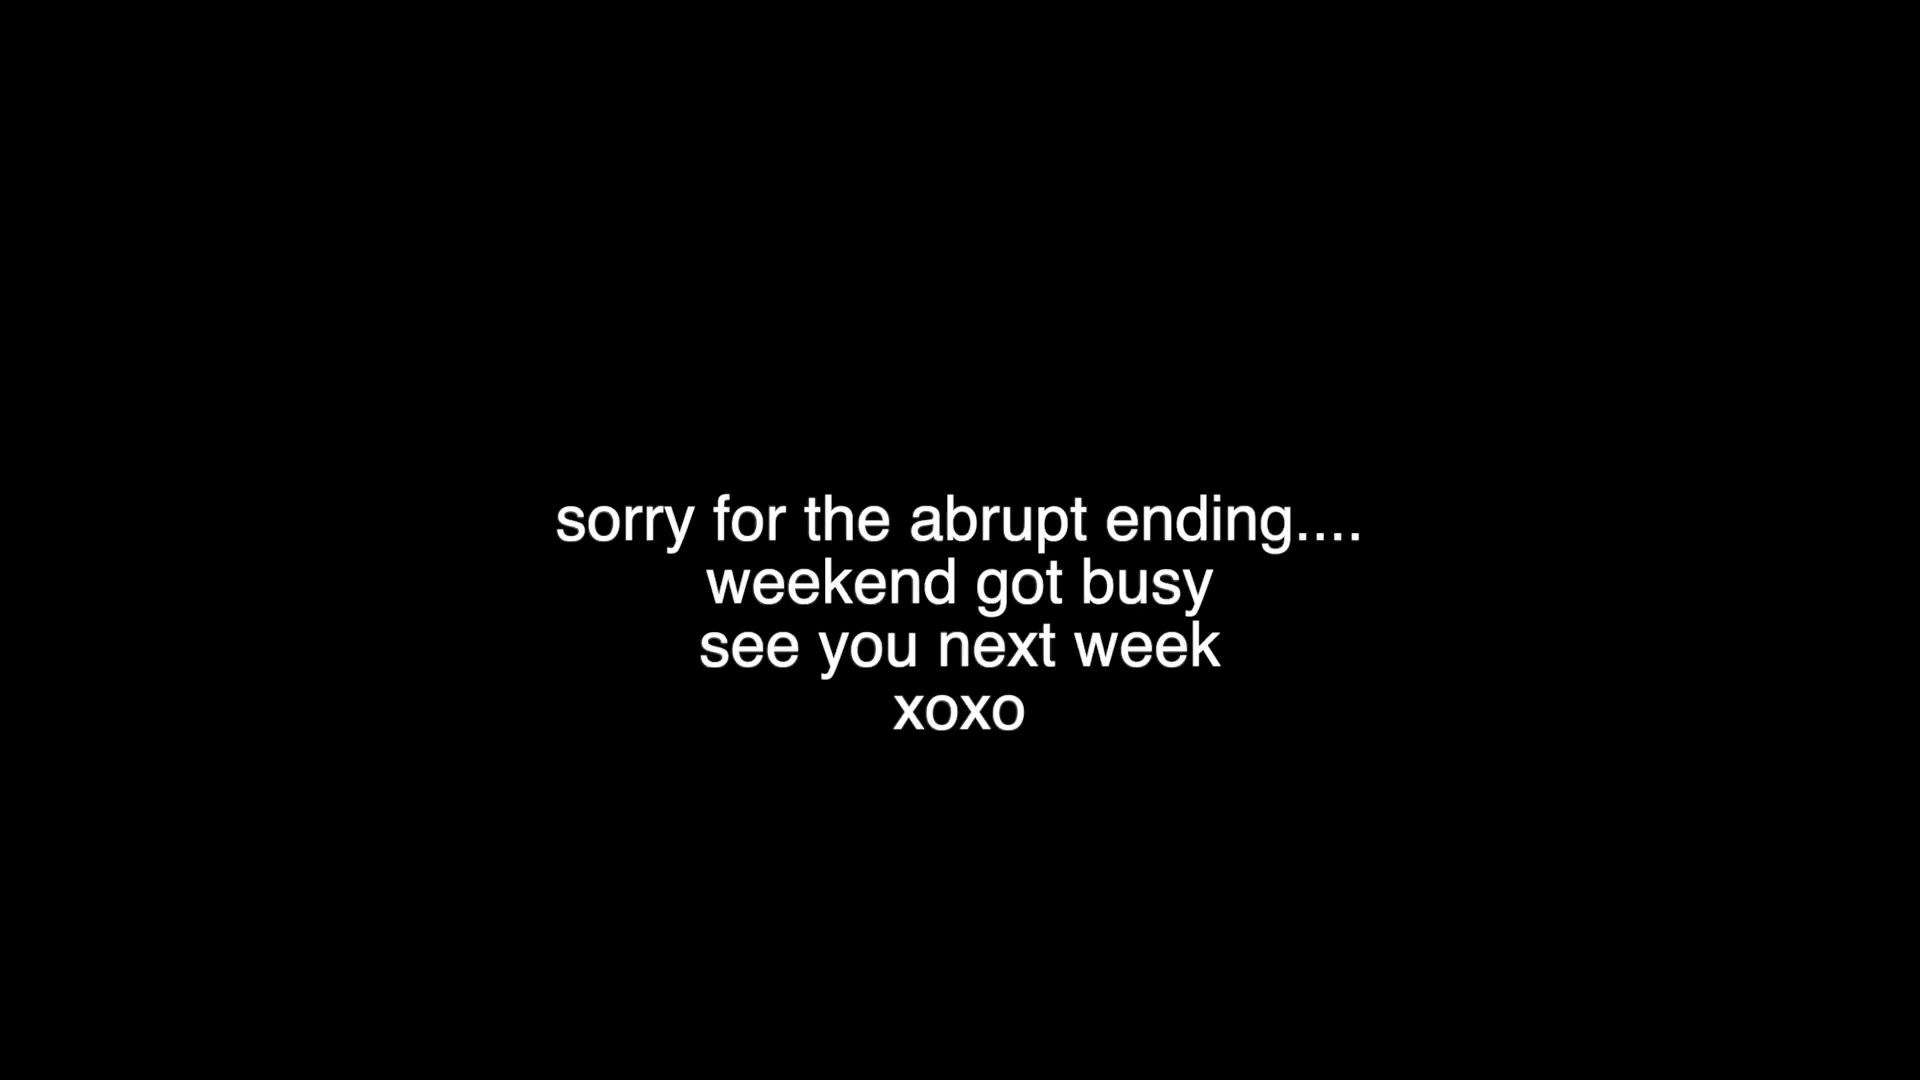 sorry for the abrupt ending....
weekend got busy
see you next week
xoxo